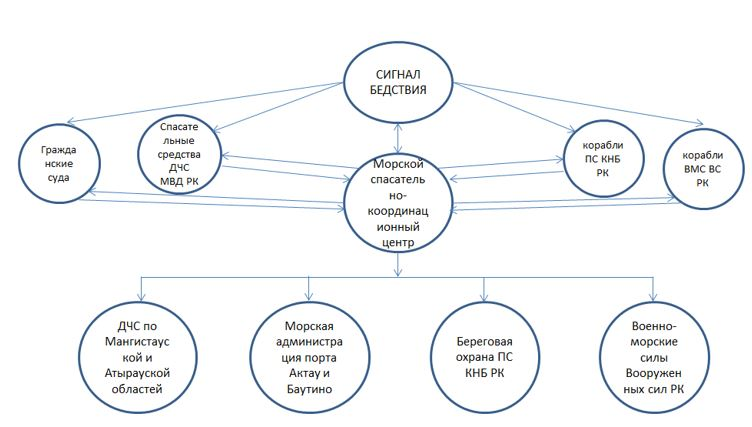 СИГНАЛ
БЕДСТВИЯ
Гражда
нские
суда
Спасате
льные
средства
ДЧС
МВД РК
Морской
спасатель
но-
координац
ионный
центр
корабли
ПС КНБ
РК
корабли
ВМС ВС
РК
ДЧС по
Мангистаус
кой и
Атырауской
областей
Морская
администра
ция порта
Актау и
Баутино
Береговая
охрана ПС
КНБ РК
Военно-
морские
силы
Вооружен
ных сил РК